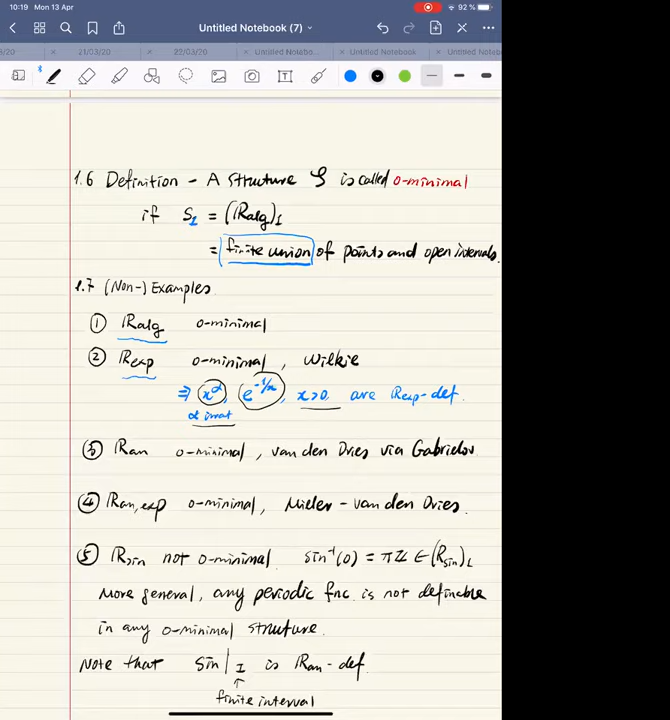 10:19 Mon 13 Apr
92 %
Untitled Notebook (7)
21/03/20
22/03/20
Untitled Notebook
Untitled Notebook
1.6 Definition - A structure S is called o-minimal
if S₁ = (Ralg)₁
= finite union of points and open intervals.
1.7 (Non-) Examples
① Ralg o-minimal
② Rexp o-minimal, Wilkie
⇒ x^α, e^-1/x, x>0 are Rexp-def.
α irrat
③ Ran o-minimal, van den Dries via Gabrielov
④ Ran,exp o-minimal, Miller - van den Dries.
⑤ Rsin not o-minimal. sin⁻¹(0) = πZ ∈ (Rsin)₁
More general, any periodic fnc. is not definable
in any o-minimal structure.
Note that sin|I is Ran-def.
↑
finite interval